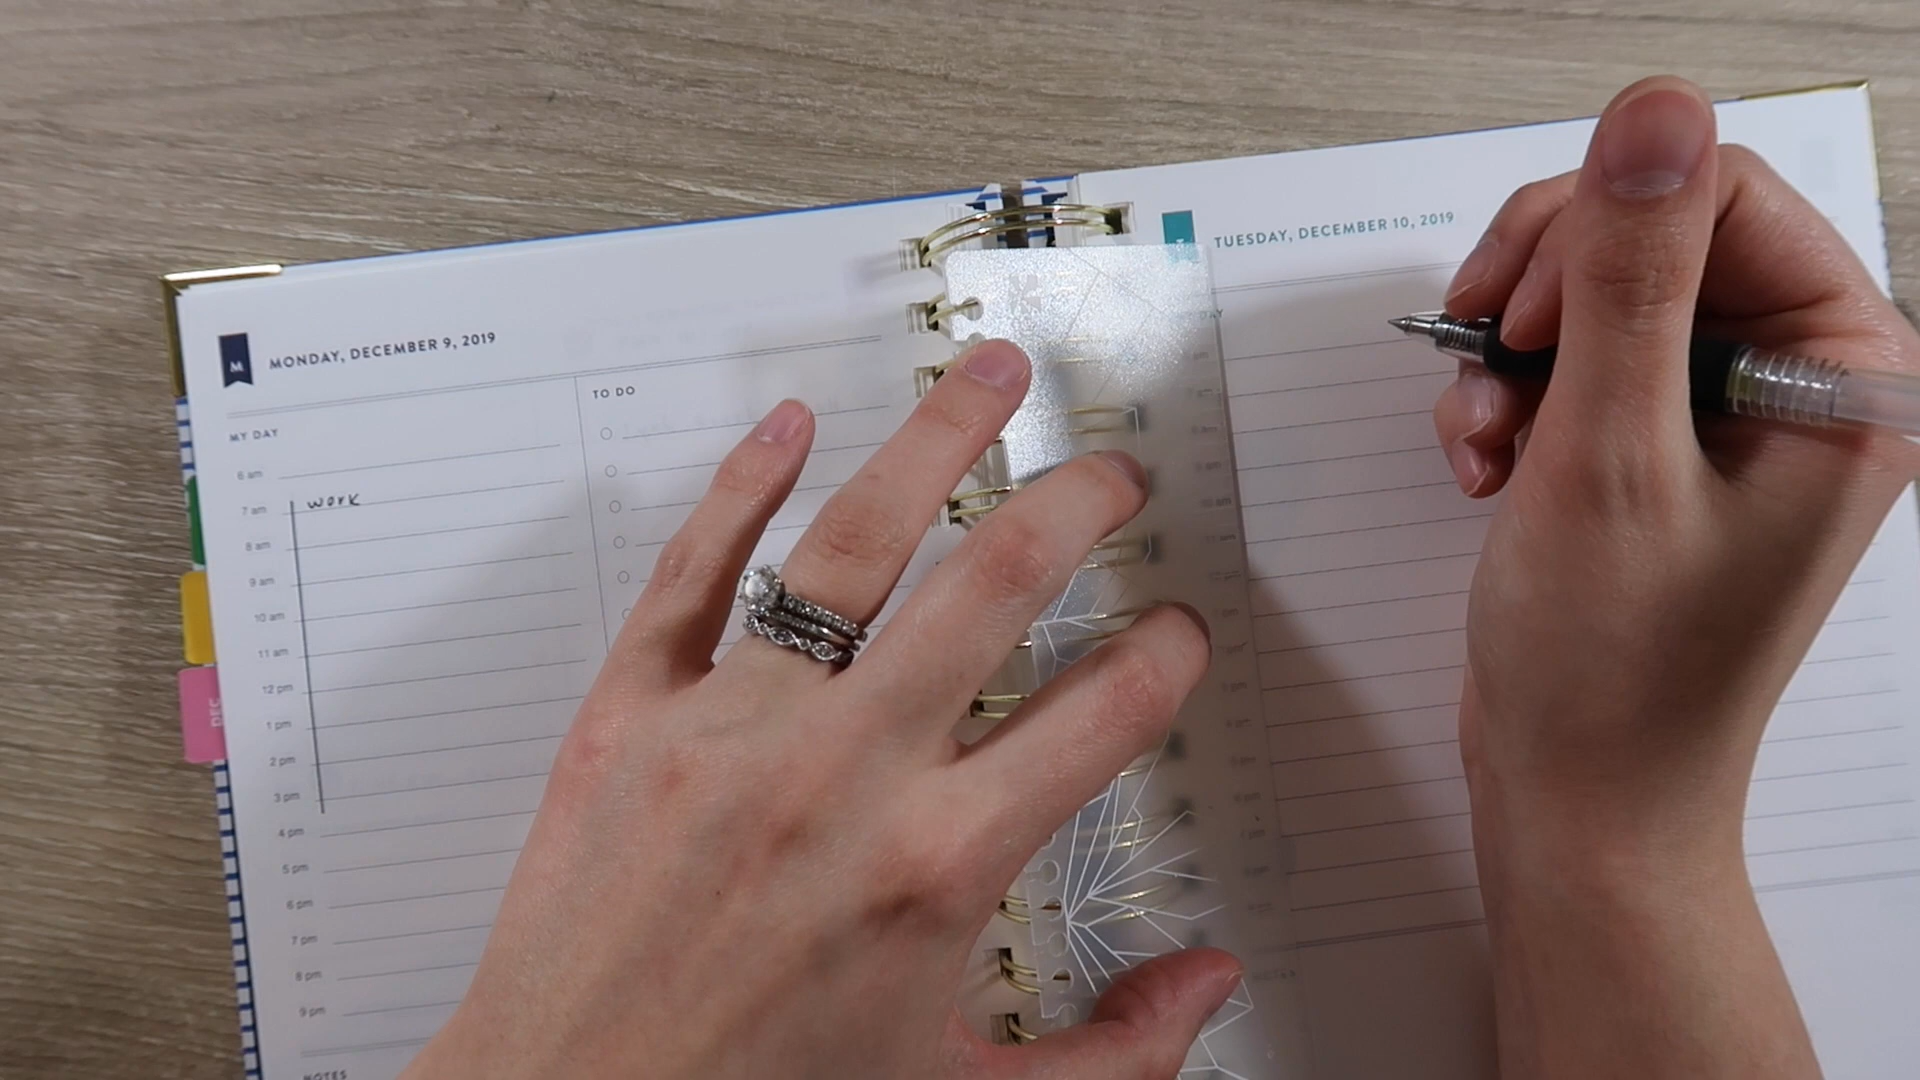 M
MONDAY, DECEMBER 9, 2019
MY DAY
TO DO
6 am
7 am
work
8 am
9 am
10 am
11 am
12 pm
1 pm
2 pm
3 pm
4 pm
5 pm
6 pm
7 pm
8 pm
9 pm
NOTES
DEC
TUESDAY, DECEMBER 10, 2019